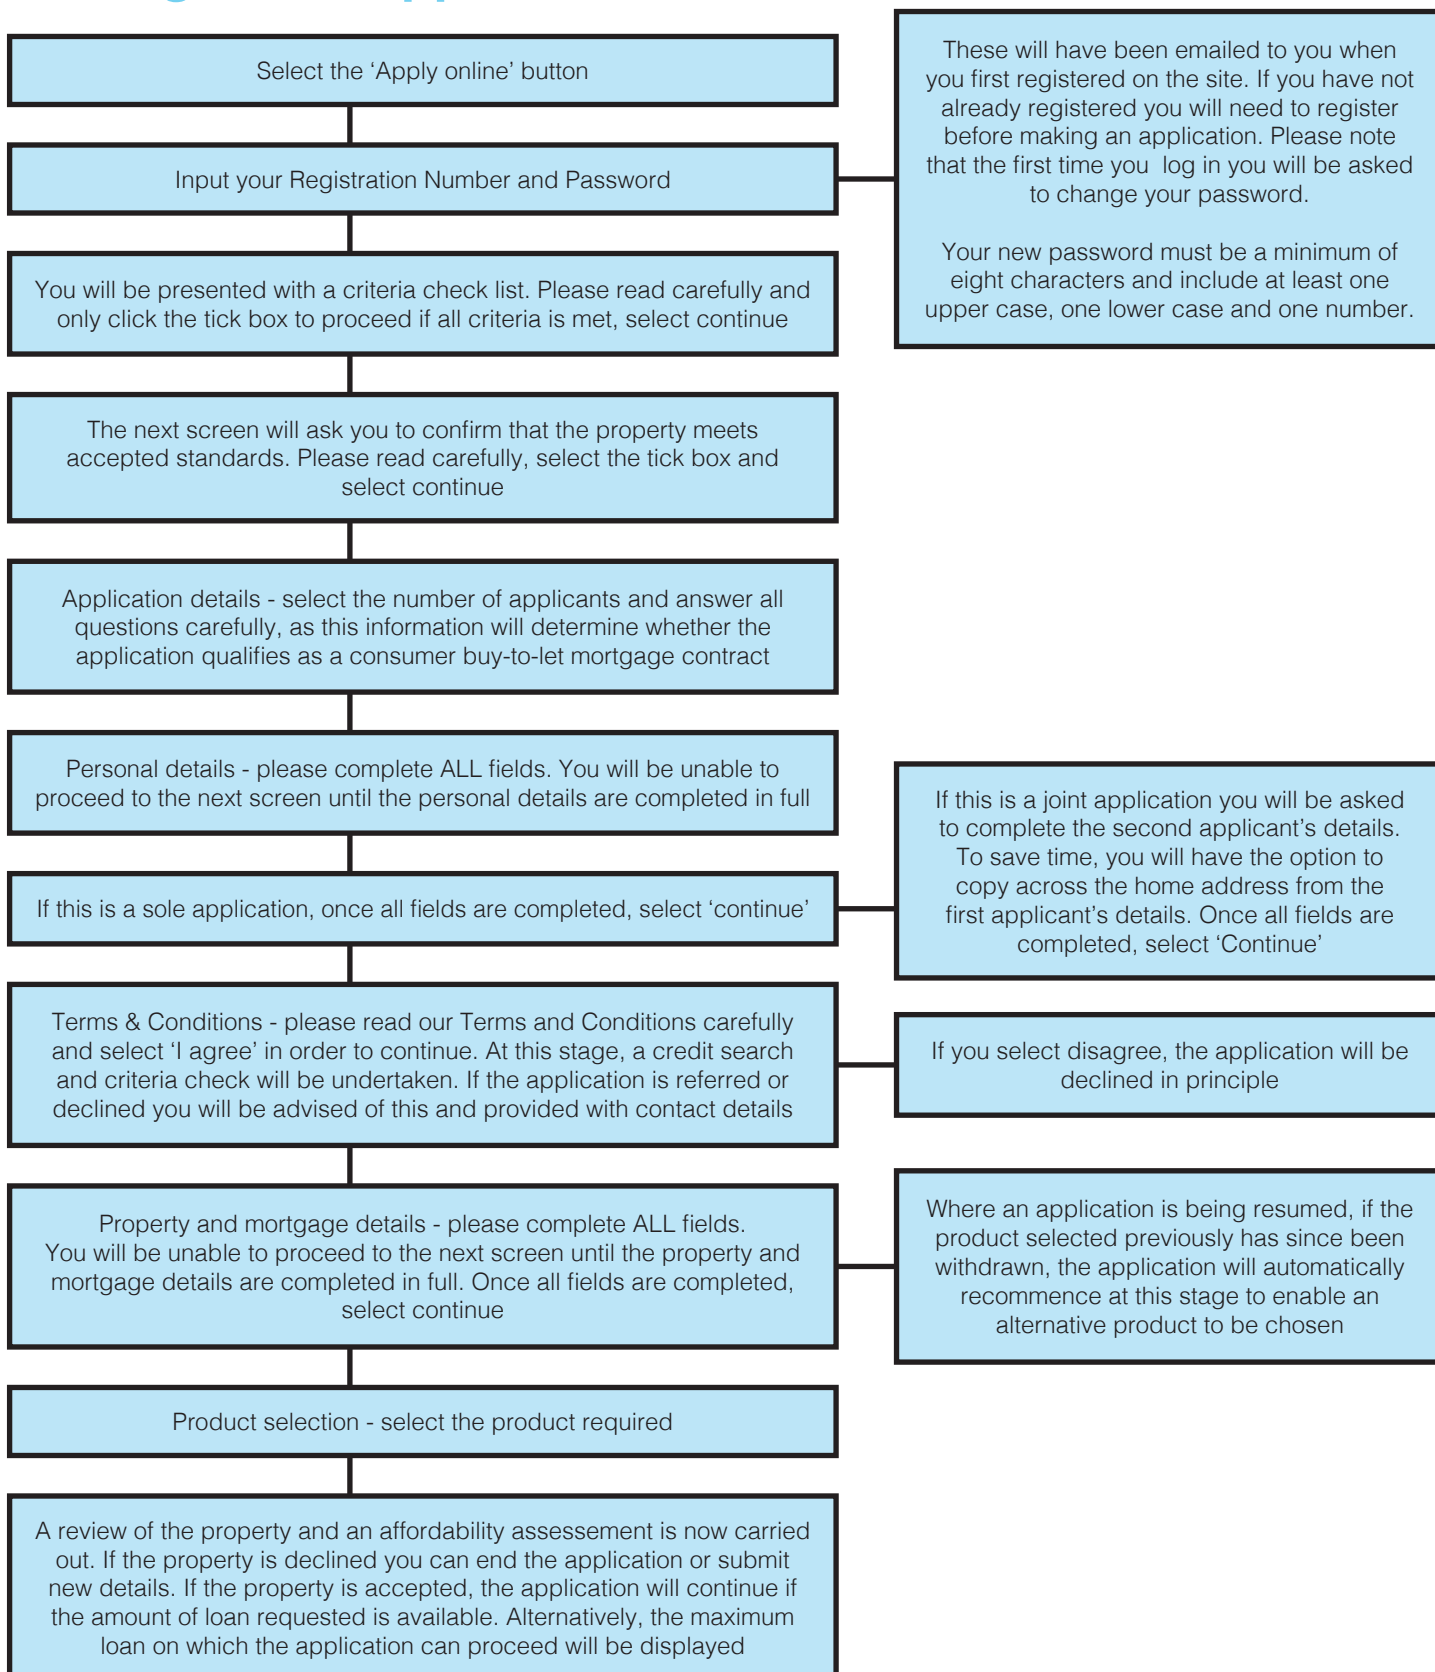 Select the ‘Apply online’ button
These will have been emailed to you when
you first registered on the site. If you have not
already registered you will need to register
before making an application. Please note
that the first time you  log in you will be asked
to change your password.
Your new password must be a minimum of
eight characters and include at least one
upper case, one lower case and one number.
Input your Registration Number and Password
You will be presented with a criteria check list. Please read carefully and
only click the tick box to proceed if all criteria is met, select continue
The next screen will ask you to confirm that the property meets
accepted standards. Please read carefully, select the tick box and
select continue
Application details - select the number of applicants and answer all
questions carefully, as this information will determine whether the
application qualifies as a consumer buy-to-let mortgage contract
Personal details - please complete ALL fields. You will be unable to
proceed to the next screen until the personal details are completed in full
If this is a sole application, once all fields are completed, select ‘continue’
If this is a joint application you will be asked
to complete the second applicant’s details.
To save time, you will have the option to
copy across the home address from the
first applicant’s details. Once all fields are
completed, select ‘Continue’
Terms & Conditions - please read our Terms and Conditions carefully
and select ‘I agree’ in order to continue. At this stage, a credit search
and criteria check will be undertaken. If the application is referred or
declined you will be advised of this and provided with contact details
If you select disagree, the application will be
declined in principle
Property and mortgage details - please complete ALL fields.
You will be unable to proceed to the next screen until the property and
mortgage details are completed in full. Once all fields are completed,
select continue
Where an application is being resumed, if the
product selected previously has since been
withdrawn, the application will automatically
recommence at this stage to enable an
alternative product to be chosen
Product selection - select the product required
A review of the property and an affordability assessement is now carried
out. If the property is declined you can end the application or submit
new details. If the property is accepted, the application will continue if
the amount of loan requested is available. Alternatively, the maximum
loan on which the application can proceed will be displayed